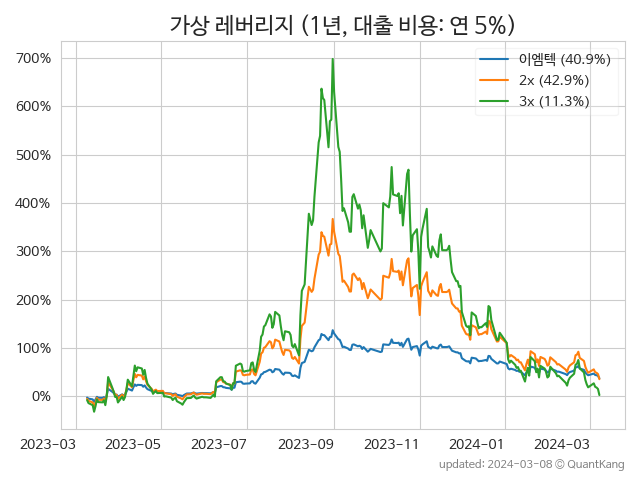 가상 레버리지 (1년, 대출 비용: 연 5%)
이엠텍 (40.9%)
2x (42.9%)
3x (11.3%)
700%
600%
500%
400%
300%
200%
100%
0%
2023-03 2023-05 2023-07 2023-09 2023-11 2024-01 2024-03
updated: 2024-03-08 © QuantKang